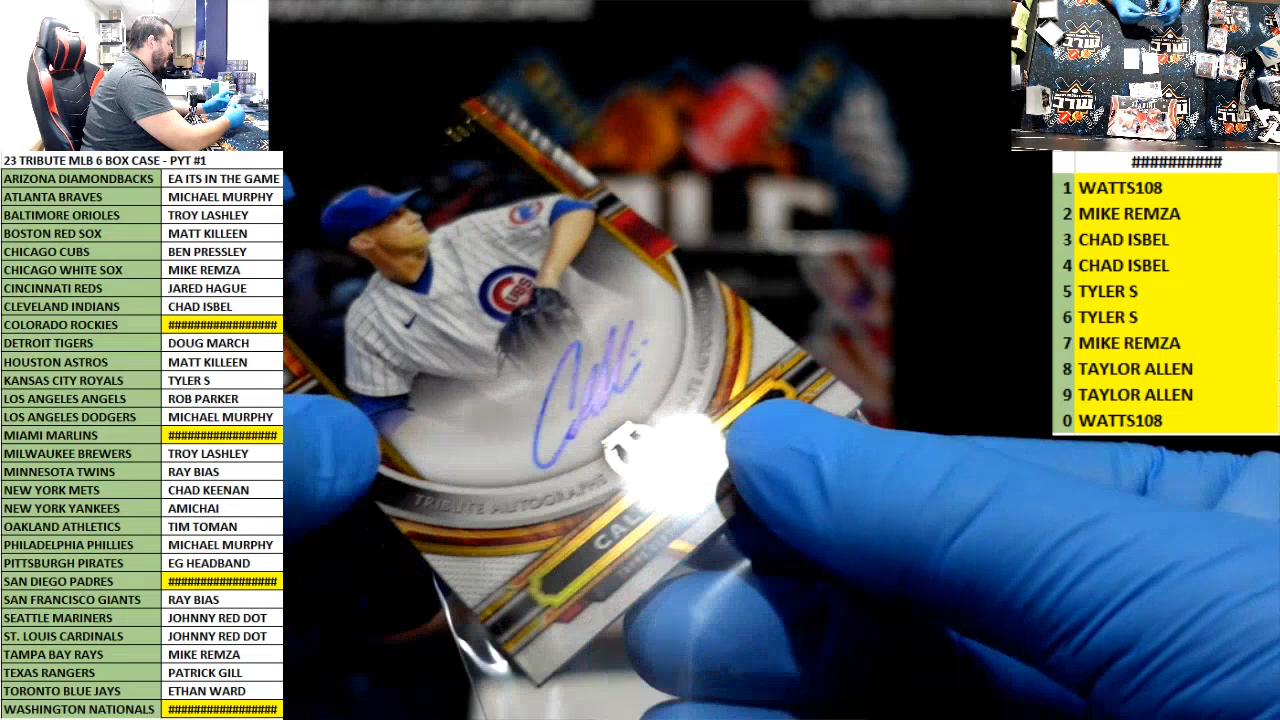 23 TRIBUTE MLB 6 BOX CASE - PYT #1
ARIZONA DIAMONDBACKS EA ITS IN THE GAME
ATLANTA BRAVES MICHAEL MURPHY
BALTIMORE ORIOLES TROY LASHLEY
BOSTON RED SOX MATT KILLEEN
CHICAGO CUBS BEN PRESSLEY
CHICAGO WHITE SOX MIKE REMZA
CINCINNATI REDS JARED HAGUE
CLEVELAND INDIANS CHAD ISBEL
COLORADO ROCKIES #################
DETROIT TIGERS DOUG MARCH
HOUSTON ASTROS MATT KILLEEN
KANSAS CITY ROYALS TYLER S
LOS ANGELES ANGELS ROB PARKER
LOS ANGELES DODGERS MICHAEL MURPHY
MIAMI MARLINS #################
MILWAUKEE BREWERS TROY LASHLEY
MINNESOTA TWINS RAY BIAS
NEW YORK METS CHAD KEENAN
NEW YORK YANKEES AMICHAI
OAKLAND ATHLETICS TIM TOMAN
PHILADELPHIA PHILLIES MICHAEL MURPHY
PITTSBURGH PIRATES EG HEADBAND
SAN DIEGO PADRES #################
SAN FRANCISCO GIANTS RAY BIAS
SEATTLE MARINERS JOHNNY RED DOT
ST. LOUIS CARDINALS JOHNNY RED DOT
TAMPA BAY RAYS MIKE REMZA
TEXAS RANGERS PATRICK GILL
TORONTO BLUE JAYS ETHAN WARD
WASHINGTON NATIONALS #################
CUBS
TRIBUTE AUTOGRAPHS
##########
1 WATTS108
2 MIKE REMZA
3 CHAD ISBEL
4 CHAD ISBEL
5 TYLER S
6 TYLER S
7 MIKE REMZA
8 TAYLOR ALLEN
9 TAYLOR ALLEN
0 WATTS108